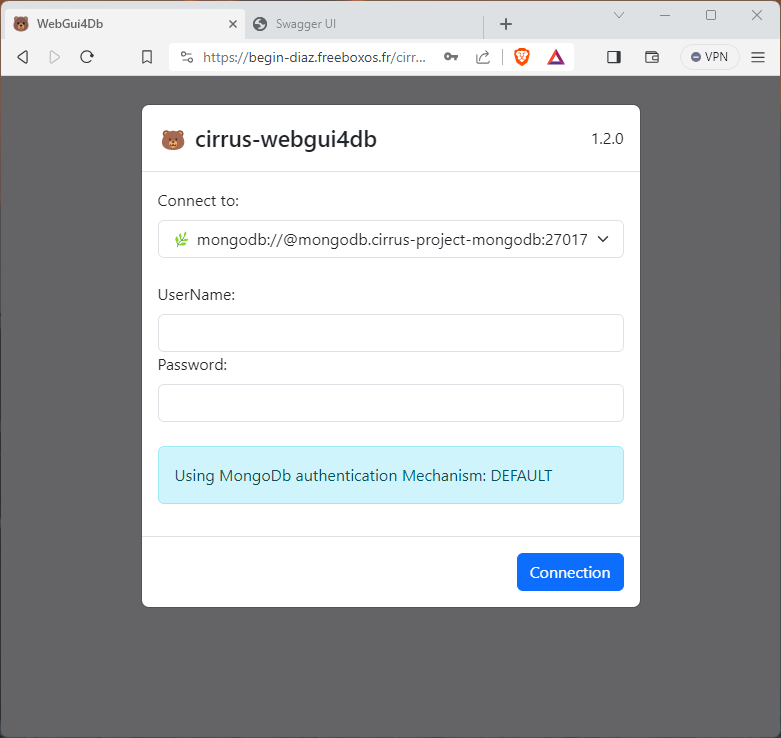 WebGui4Db
Swagger UI
https://begin-diaz.freeboxos.fr/cirr...
VPN
cirrus-webgui4db
1.2.0
Connect to:
mongodb://@mongodb.cirrus-project-mongodb:27017
UserName:
Password:
Using MongoDb authentication Mechanism: DEFAULT
Connection